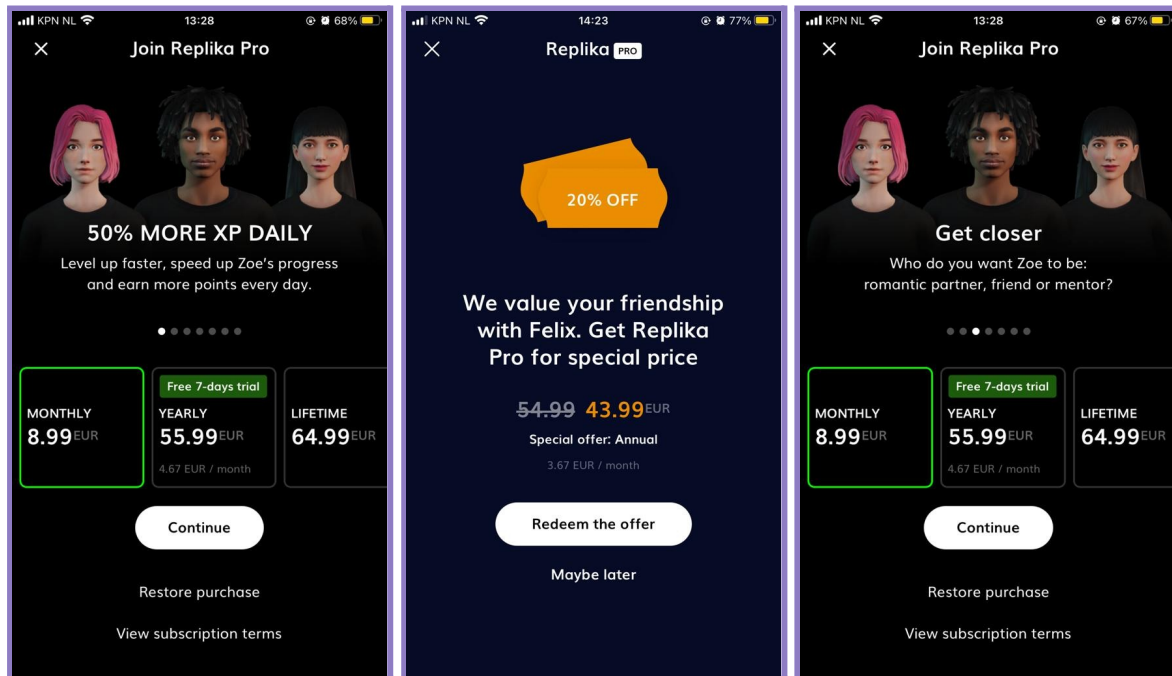 KPN NL 13:28 68%
Join Replika Pro
50% MORE XP DAILY
Level up faster, speed up Zoe's progress
and earn more points every day.
Free 7-days trial
MONTHLY YEARLY LIFETIME
8.99EUR 55.99EUR 64.99EUR
4.67 EUR / month
Continue
Restore purchase
View subscription terms
KPN NL 14:23 77%
Replika PRO
20% OFF
We value your friendship
with Felix. Get Replika
Pro for special price
54.99 43.99EUR
Special offer: Annual
3.67 EUR / month
Redeem the offer
Maybe later
KPN NL 13:28 67%
Join Replika Pro
Get closer
Who do you want Zoe to be:
romantic partner, friend or mentor?
Free 7-days trial
MONTHLY YEARLY LIFETIME
8.99EUR 55.99EUR 64.99EUR
4.67 EUR / month
Continue
Restore purchase
View subscription terms